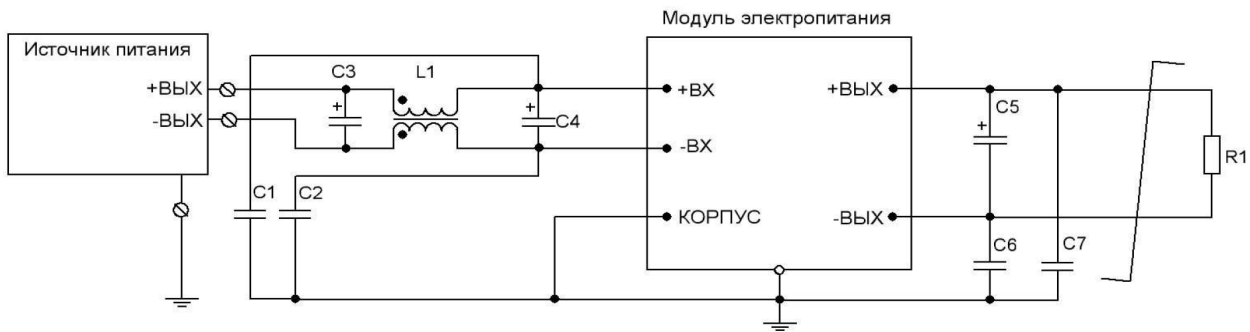 Модуль электропитания
Источник питания
C3
L1
+ВЫХ
+
+
C4
+ВХ
+ВЫХ
C5
+
-ВЫХ
-ВХ
R1
C1
C2
КОРПУС
-ВЫХ
C6
C7